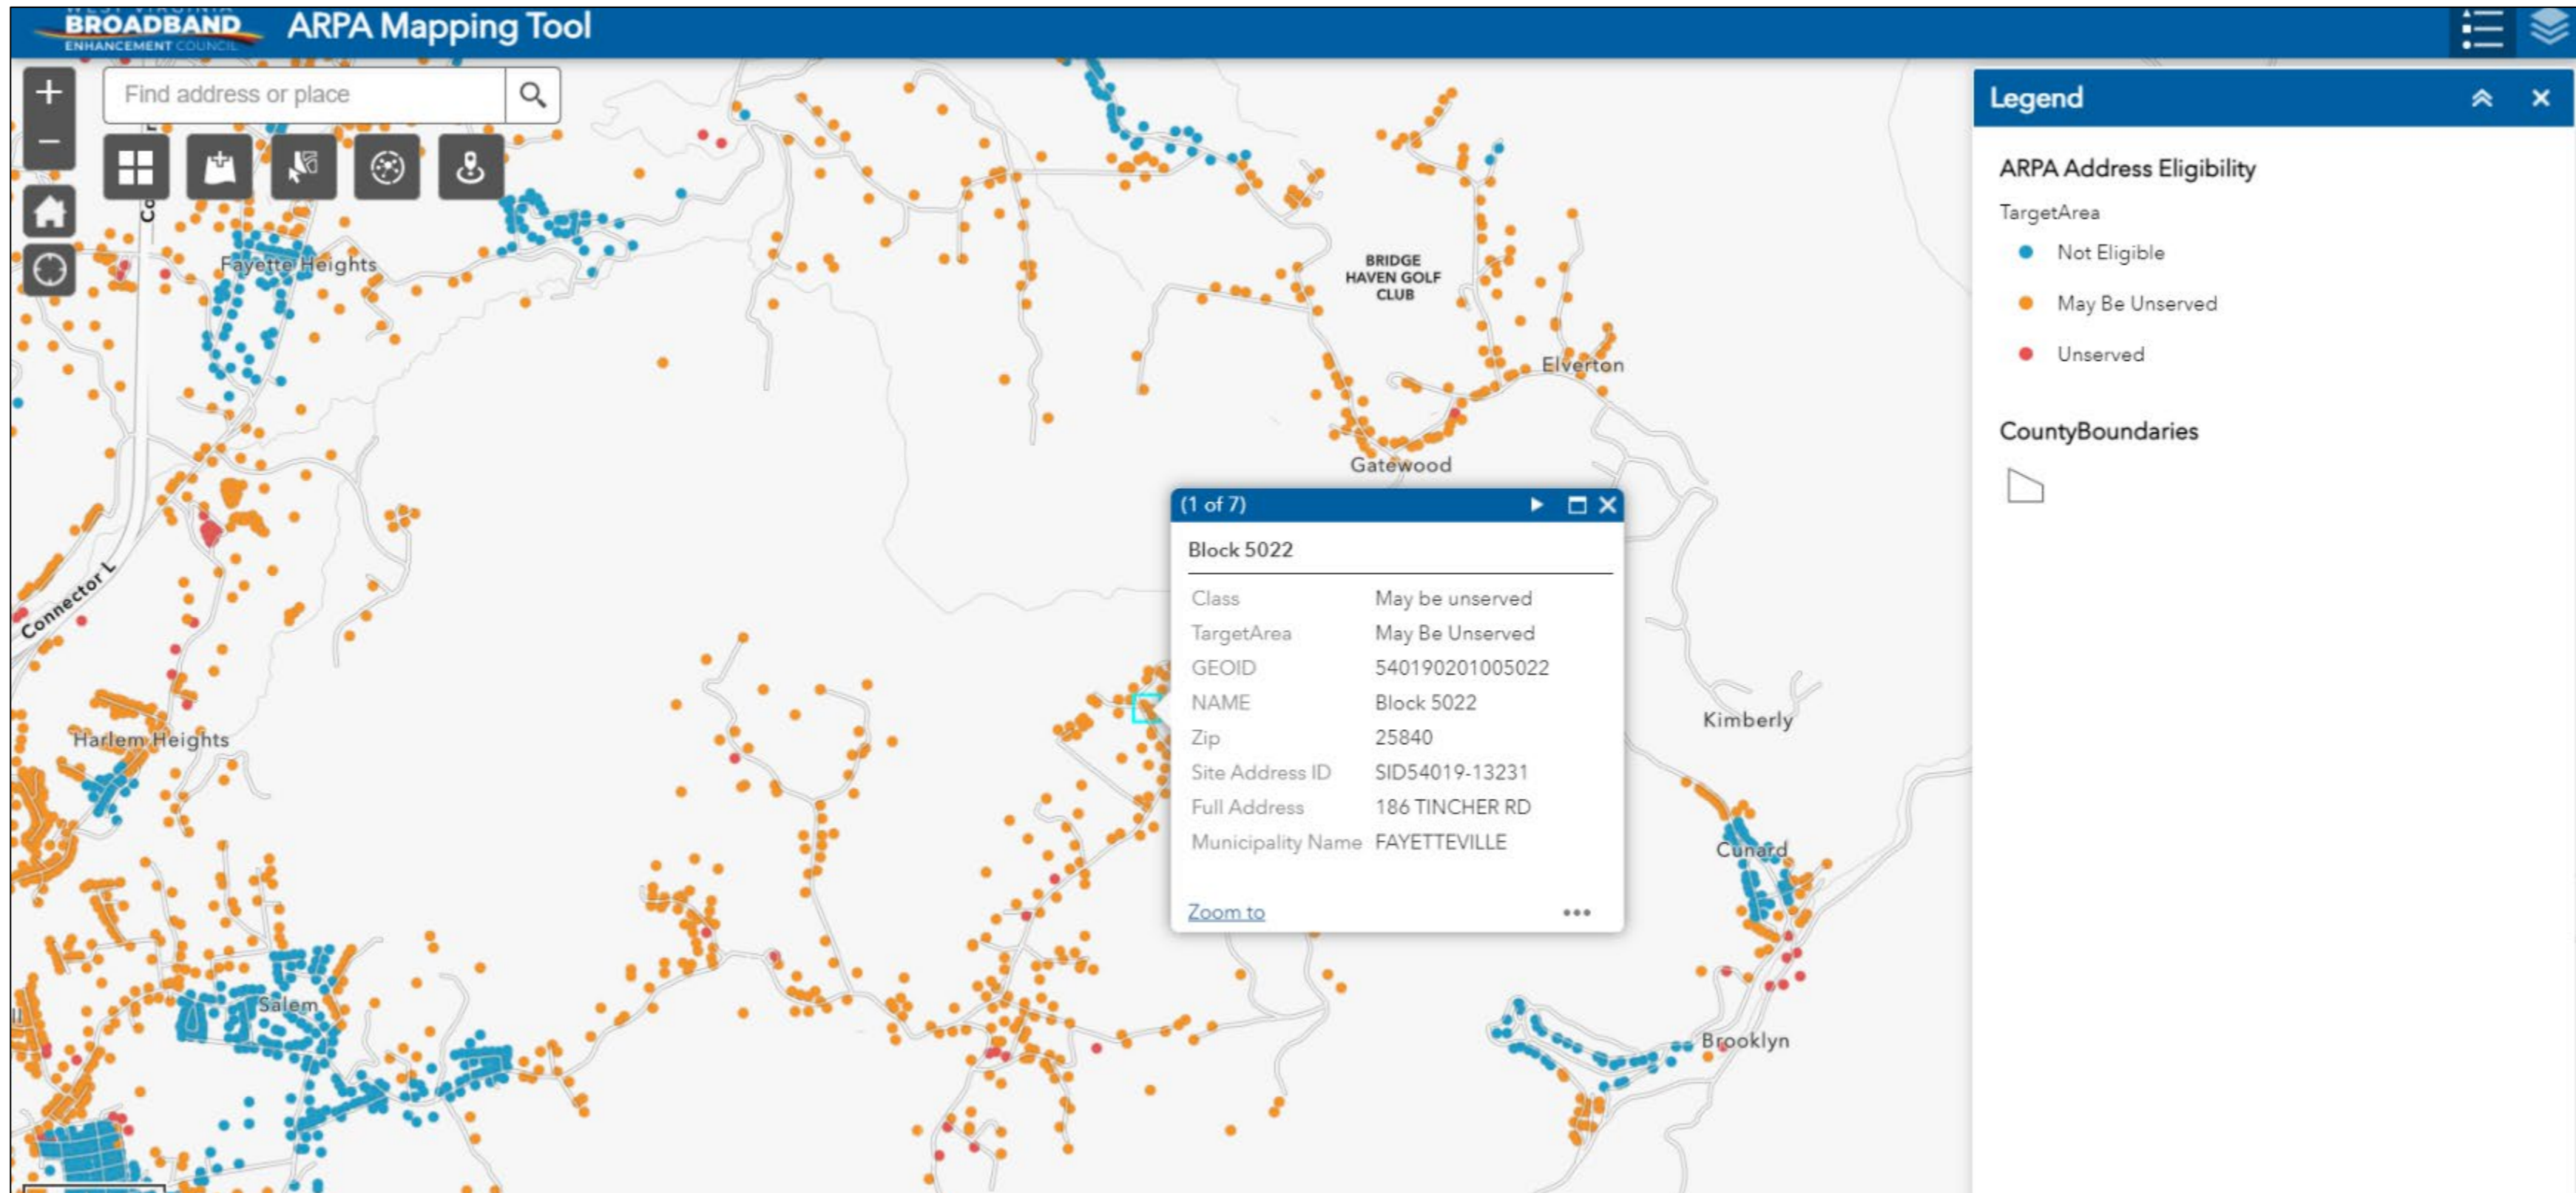 WEST VIRGINIA
BROADBAND
ENHANCEMENT COUNCIL
ARPA Mapping Tool
Find address or place
Legend
ARPA Address Eligibility
TargetArea
Not Eligible
May Be Unserved
Unserved
CountyBoundaries
Fayette Heights
BRIDGE
HAVEN GOLF
CLUB
Elverton
Gatewood
(1 of 7)
Block 5022
Class May be unserved
TargetArea May Be Unserved
GEOID 540190201005022
NAME Block 5022
Zip 25840
Site Address ID SID54019-13231
Full Address 186 TINCHER RD
Municipality Name FAYETTEVILLE
Zoom to
Connector L
Kimberly
Harlem Heights
Cunard
Salem
Brooklyn